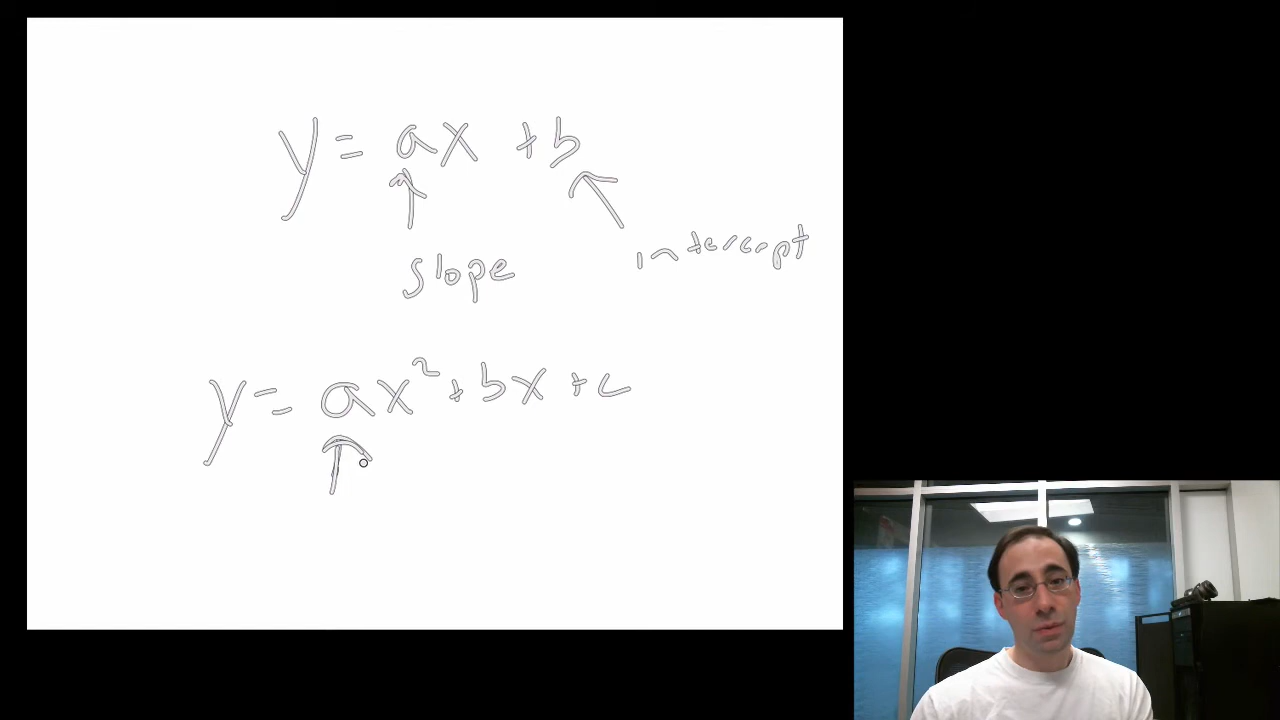 y = ax + b
intercept
slope
y = ax² + bx + c